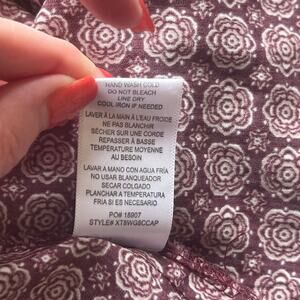 HAND WASH COLD
DO NOT BLEACH
LINE DRY
COOL IRON IF NEEDED
LAVER À LA MAIN À L'EAU FROIDE
NE PAS BLANCHIR
SÉCHER SUR UNE CORDE
REPASSER À BASSE
TEMPÉRATURE MOYENNE
AU BESOIN
LAVAR A MANO CON AGUA FRÍA
NO USAR BLANQUEADOR
SECAR COLGADO
PLANCHAR A TEMPERATURA
FRIA SI ES NECESARIO
PO# 18907
STYLE# XT8WG8CCAP